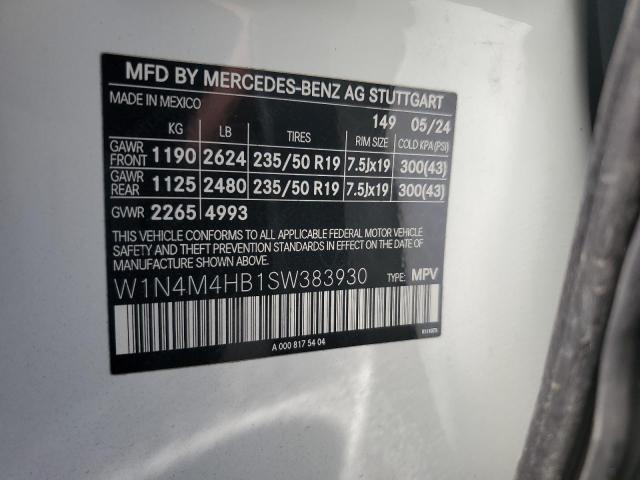 MFD BY MERCEDES-BENZ AG STUTTGART
MADE IN MEXICO
149 05/24
KG LB TIRES RIM SIZE COLD KPA (PSI)
GAWR FRONT 1190 2624 235/50 R19 7.5Jx19 300(43)
GAWR REAR 1125 2480 235/50 R19 7.5Jx19 300(43)
GVWR 2265 4993
THIS VEHICLE CONFORMS TO ALL APPLICABLE FEDERAL MOTOR VEHICLE
SAFETY AND THEFT PREVENTION STANDARDS IN EFFECT ON THE DATE OF
MANUFACTURE SHOWN ABOVE.
W1N4M4HB1SW383930 TYPE: MPV
A 000 817 54 04